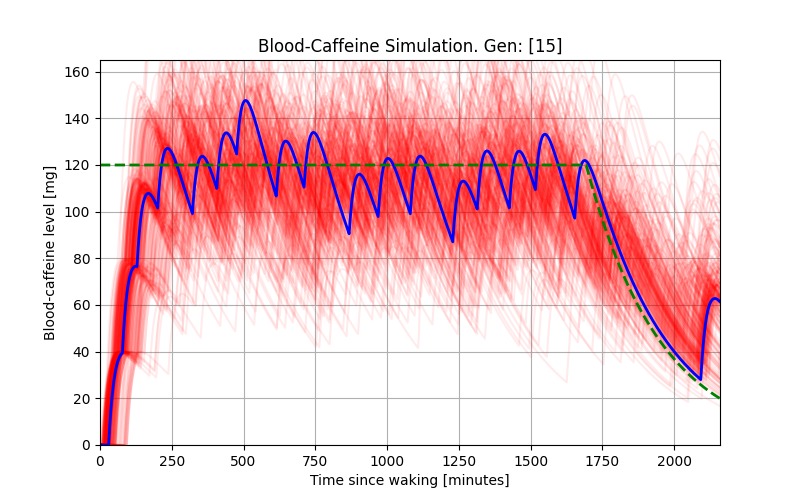 Blood-Caffeine Simulation. Gen: [15]
Blood-caffeine level [mg]
160
140
120
100
80
60
40
20
0
0 250 500 750 1000 1250 1500 1750 2000
Time since waking [minutes]